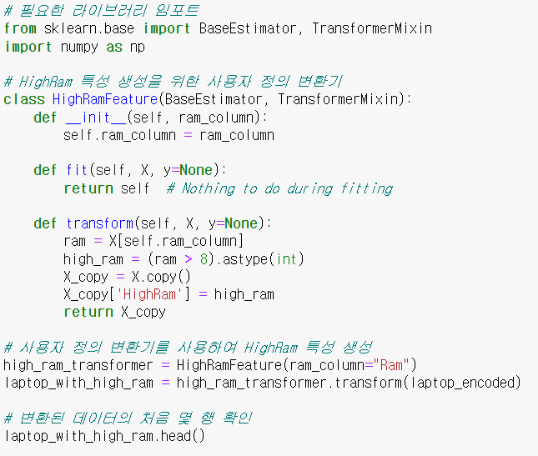 # 필요한 라이브러리 임포트
from sklearn.base import BaseEstimator, TransformerMixin
import numpy as np
# HighRam 특성 생성을 위한 사용자 정의 변환기
class HighRamFeature(BaseEstimator, TransformerMixin):
    def __init__(self, ram_column):
        self.ram_column = ram_column
    def fit(self, X, y=None):
        return self  # Nothing to do during fitting
    def transform(self, X, y=None):
        ram = X[self.ram_column]
        high_ram = (ram > 8).astype(int)
        X_copy = X.copy()
        X_copy['HighRam'] = high_ram
        return X_copy
# 사용자 정의 변환기를 사용하여 HighRam 특성 생성
high_ram_transformer = HighRamFeature(ram_column="Ram")
laptop_with_high_ram = high_ram_transformer.transform(laptop_encoded)
# 변환된 데이터의 처음 몇 행 확인
laptop_with_high_ram.head()